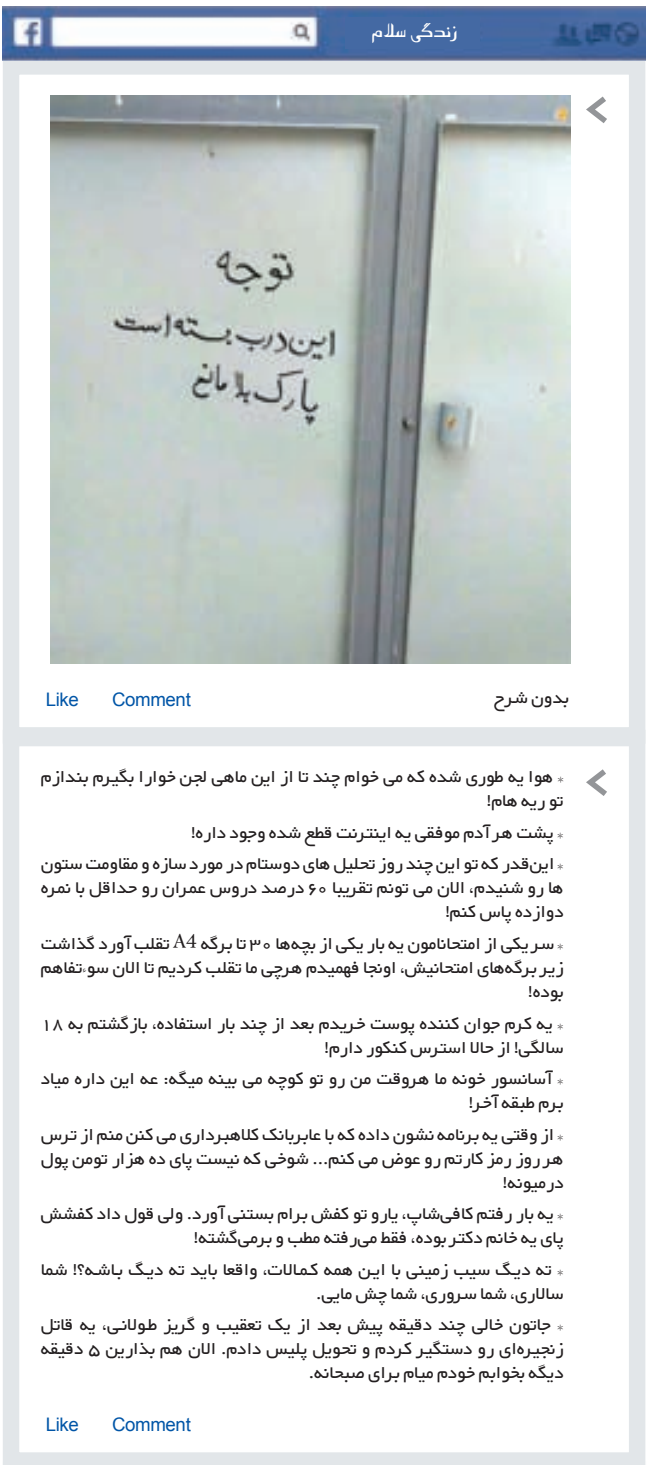 f زندگی سلام
توجه
این درب بسته است
پارک بلامانع
بدون شرح
Like Comment
* هوا یه طوری شده که می خوام چند تا از این ماهی لجن خوارا بگیرم بندازم
تو ریه هام!
* پشت هر آدم موفقی یه اینترنت قطع شده وجود داره!
* این‌قدر که تو این چند روز تحلیل های دوستام در مورد سازه و مقاومت ستون
ها رو شنیدم، الان می تونم تقریبا ۶۰ درصد دروس عمران رو حداقل با نمره
دوازده پاس کنم!
* سر یکی از امتحانامون یه بار یکی از بچه‌ها ۳۰ تا برگه A4 تقلب آورد گذاشت
زیر برگه‌های امتحانیش، اونجا فهمیدم هرچی ما تقلب کردیم تا الان سوءتفاهم
بوده!
* یه کرم جوان کننده پوست خریدم بعد از چند بار استفاده، بازگشتم به ۱۸
سالگی! از حالا استرس کنکور دارم!
* آسانسور خونه ما هروقت من رو تو کوچه می بینه میگه: عه این داره میاد
برم طبقه آخر!
* از وقتی یه برنامه نشون داده که با عابربانک کلاهبرداری می کنن منم از ترس
هر روز رمز کارتم رو عوض می کنم... شوخی که نیست پای ده هزار تومن پول
درمیونه!
* یه بار رفتم کافی‌شاپ، یارو تو کفش برام بستنی آورد. ولی قول داد کفشش
پای یه خانم دکتر بوده، فقط می‌رفته مطب و برمی‌گشته!
* ته دیگ سیب زمینی با این همه کمالات، واقعا باید ته دیگ باشه؟! شما
سالاری، شما سروری، شما چش مایی.
* جاتون خالی چند دقیقه پیش بعد از یک تعقیب و گریز طولانی، یه قاتل
زنجیره‌ای رو دستگیر کردم و تحویل پلیس دادم. الان هم بذارین ۵ دقیقه
دیگه بخوابم خودم میام برای صبحانه.
Like Comment